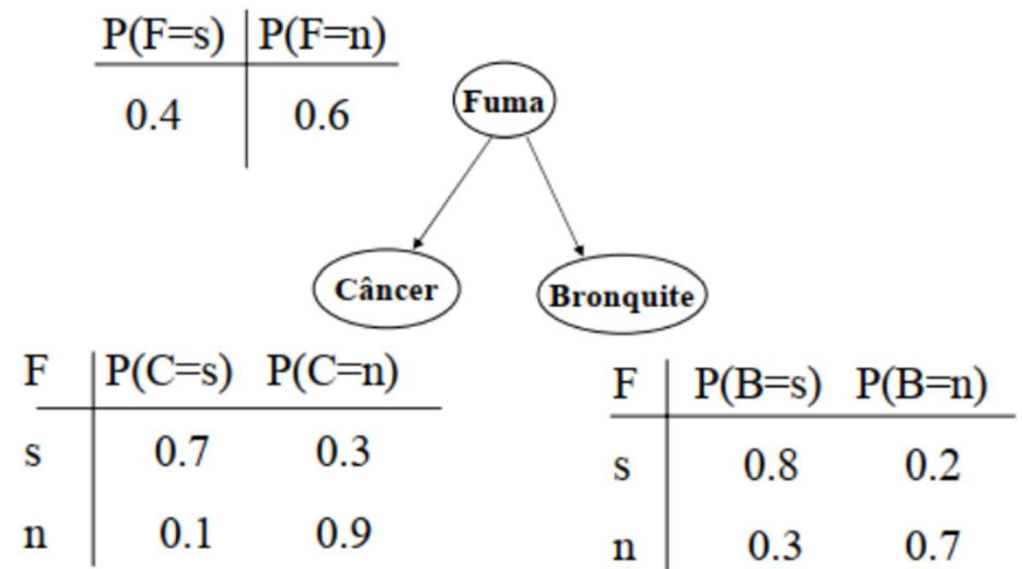 P(F=s) P(F=n)
0.4 0.6
Fuma
Câncer
Bronquite
F P(C=s) P(C=n)
s 0.7 0.3
n 0.1 0.9
F P(B=s) P(B=n)
s 0.8 0.2
n 0.3 0.7